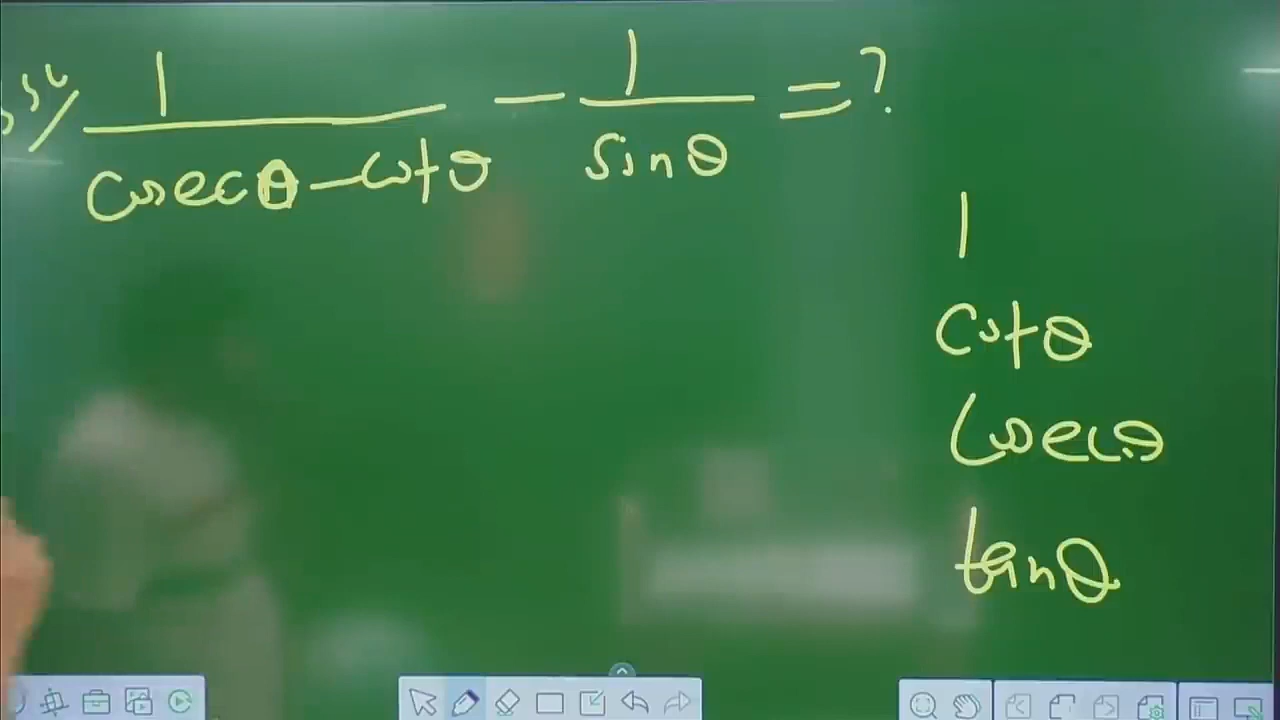 1/(cosecθ - cotθ) - 1/sinθ = ?
1
cotθ
cosecθ
tanθ